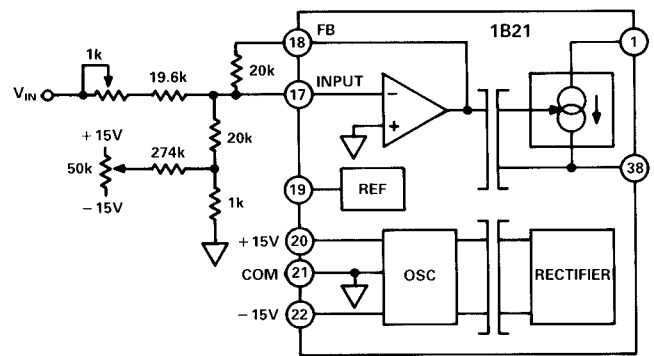 18 FB 1B21 1
1k
20k
19.6k
17 INPUT
V_IN
−
+
20k
+15V
274k
50k
−15V
1k
38
19 REF
+15V 20
COM 21
−15V 22
OSC
RECTIFIER